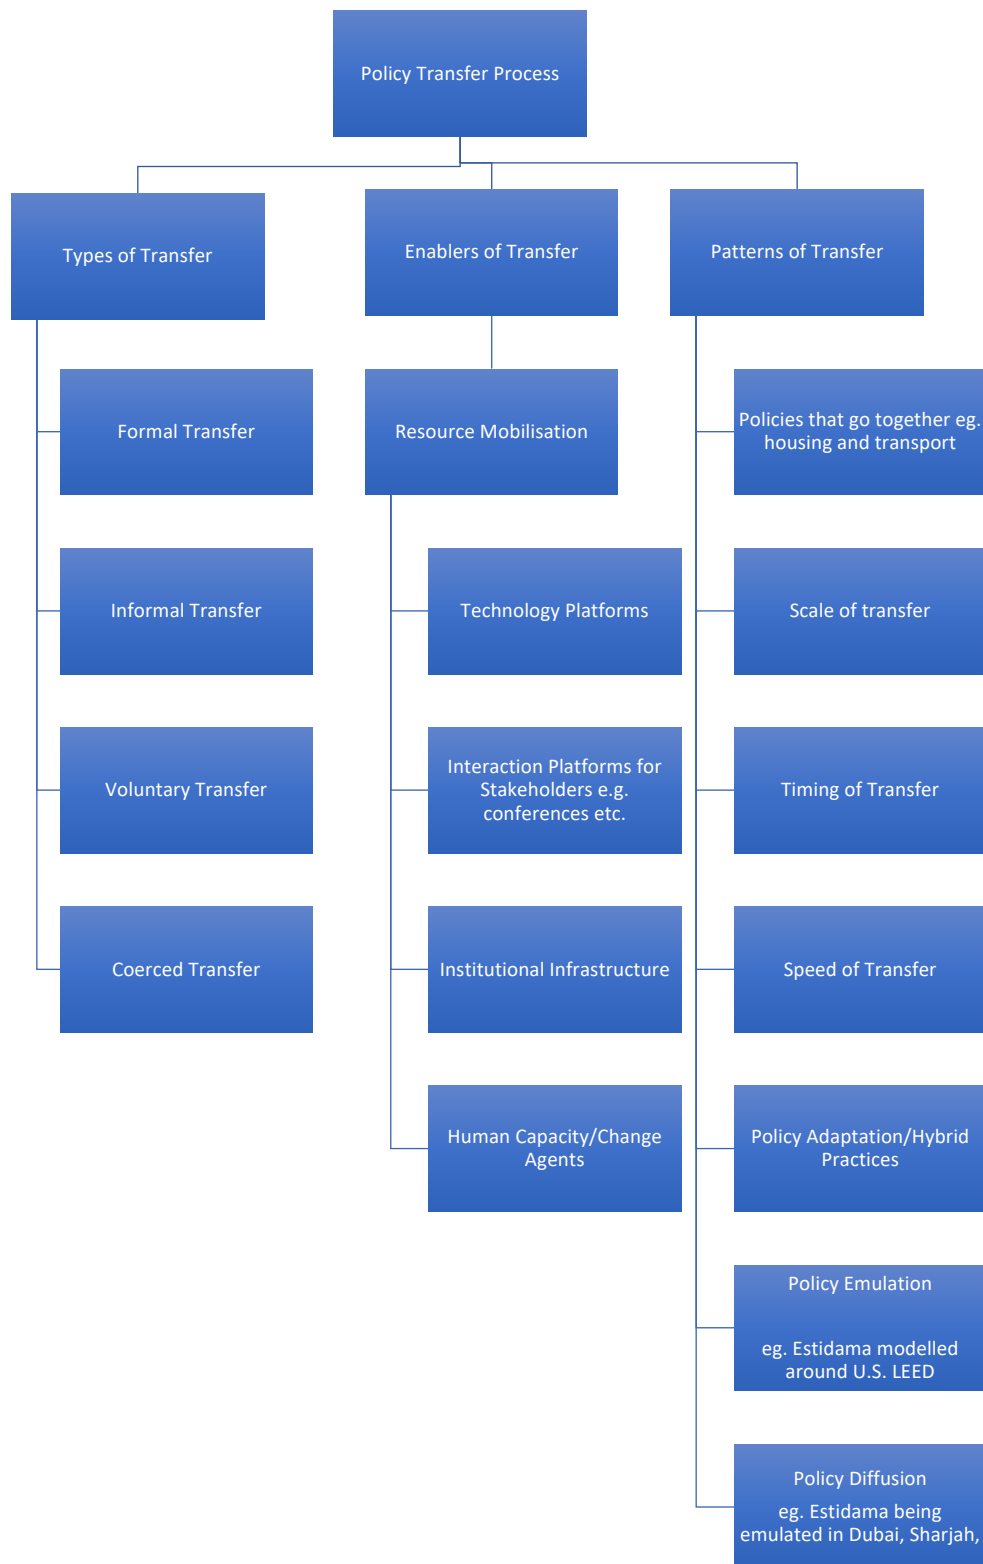 Policy Transfer Process
Types of Transfer
Enablers of Transfer
Patterns of Transfer
Formal Transfer
Informal Transfer
Voluntary Transfer
Coerced Transfer
Resource Mobilisation
Technology Platforms
Interaction Platforms for
Stakeholders e.g.
conferences etc.
Institutional Infrastructure
Human Capacity/Change
Agents
Policies that go together eg.
housing and transport
Scale of transfer
Timing of Transfer
Speed of Transfer
Policy Adaptation/Hybrid
Practices
Policy Emulation
eg. Estidama modelled
around U.S. LEED
Policy Diffusion
eg. Estidama being
emulated in Dubai, Sharjah,